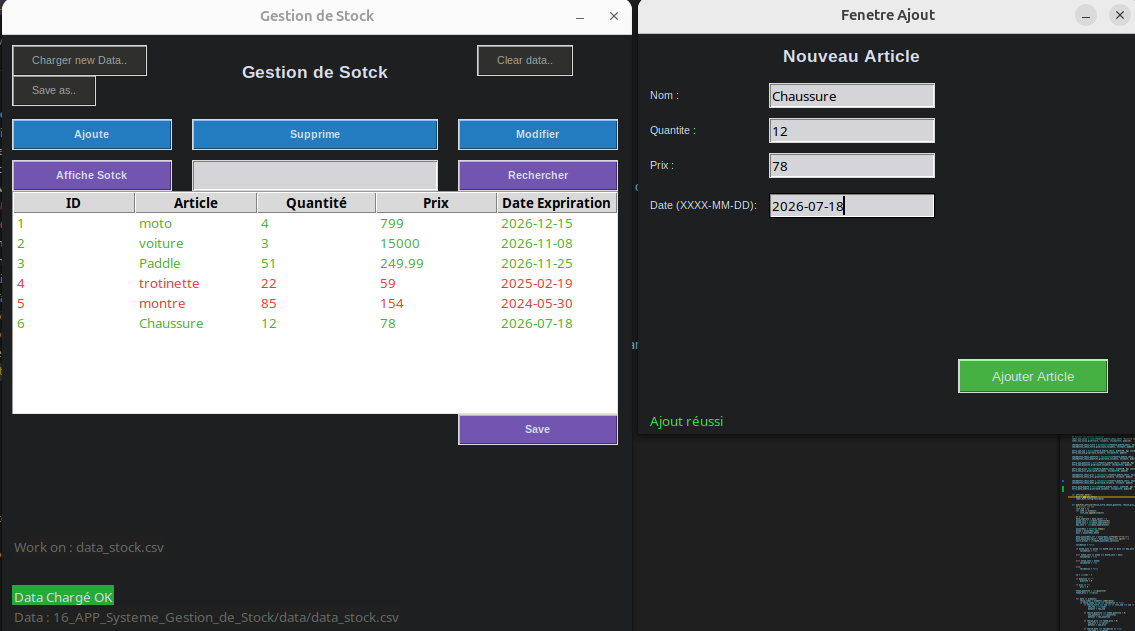 Gestion de Stock
Charger new Data..
Clear data..
Save as..
Gestion de Sotck
Ajoute Supprime Modifier
Affiche Sotck Rechercher
ID Article Quantité Prix Date Expriration
1 moto 4 799 2026-12-15
2 voiture 3 15000 2026-11-08
3 Paddle 51 249.99 2026-11-25
4 trotinette 22 59 2025-02-19
5 montre 85 154 2024-05-30
6 Chaussure 12 78 2026-07-18
Save
Work on : data_stock.csv
Data Chargé OK
Data : 16_APP_Systeme_Gestion_de_Stock/data/data_stock.csv
Fenetre Ajout
Nouveau Article
Nom : Chaussure
Quantite : 12
Prix : 78
Date (XXXX-MM-DD): 2026-07-18
Ajouter Article
Ajout réussi